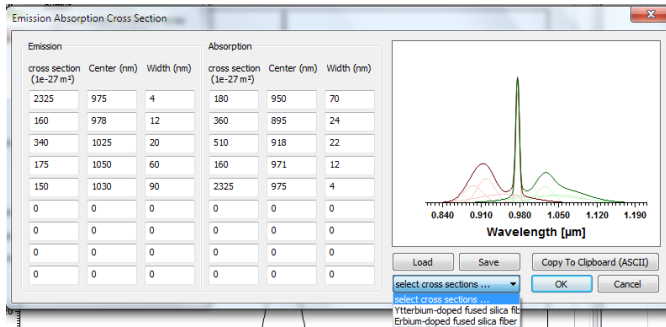 Emission Absorption Cross Section
Emission
Absorption
cross section Center (nm) Width (nm) cross section Center (nm) Width (nm)
(1e-27 m²) (1e-27 m²)
2325 975 4 180 950 70
160 978 12 360 895 24
340 1025 20 510 918 22
175 1050 60 160 971 12
150 1030 90 2325 975 4
0 0 0 0 0 0
0 0 0 0 0 0
0 0 0 0 0 0
0 0 0 0 0 0
0.840 0.910 0.980 1.050 1.120 1.190
Wavelength [µm]
Load Save Copy To Clipboard (ASCII)
select cross sections ... OK Cancel
select cross sections ...
Ytterbium-doped fused silica
Erbium-doped fused silica fiber